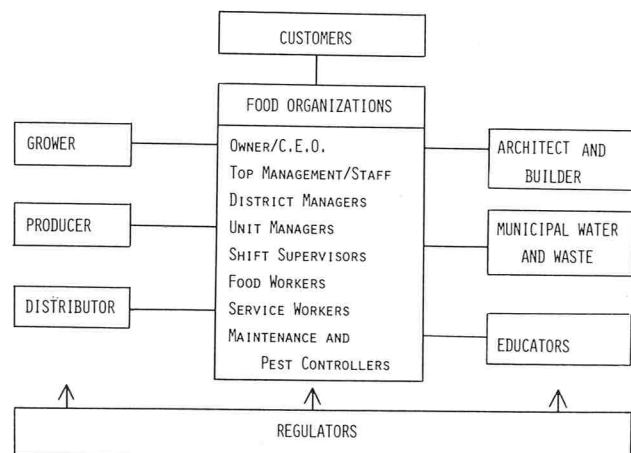 CUSTOMERS
FOOD ORGANIZATIONS
OWNER/C.E.O.
TOP MANAGEMENT/STAFF
DISTRICT MANAGERS
UNIT MANAGERS
SHIFT SUPERVISORS
FOOD WORKERS
SERVICE WORKERS
MAINTENANCE AND
PEST CONTROLLERS
GROWER
PRODUCER
DISTRIBUTOR
ARCHITECT AND
BUILDER
MUNICIPAL WATER
AND WASTE
EDUCATORS
REGULATORS